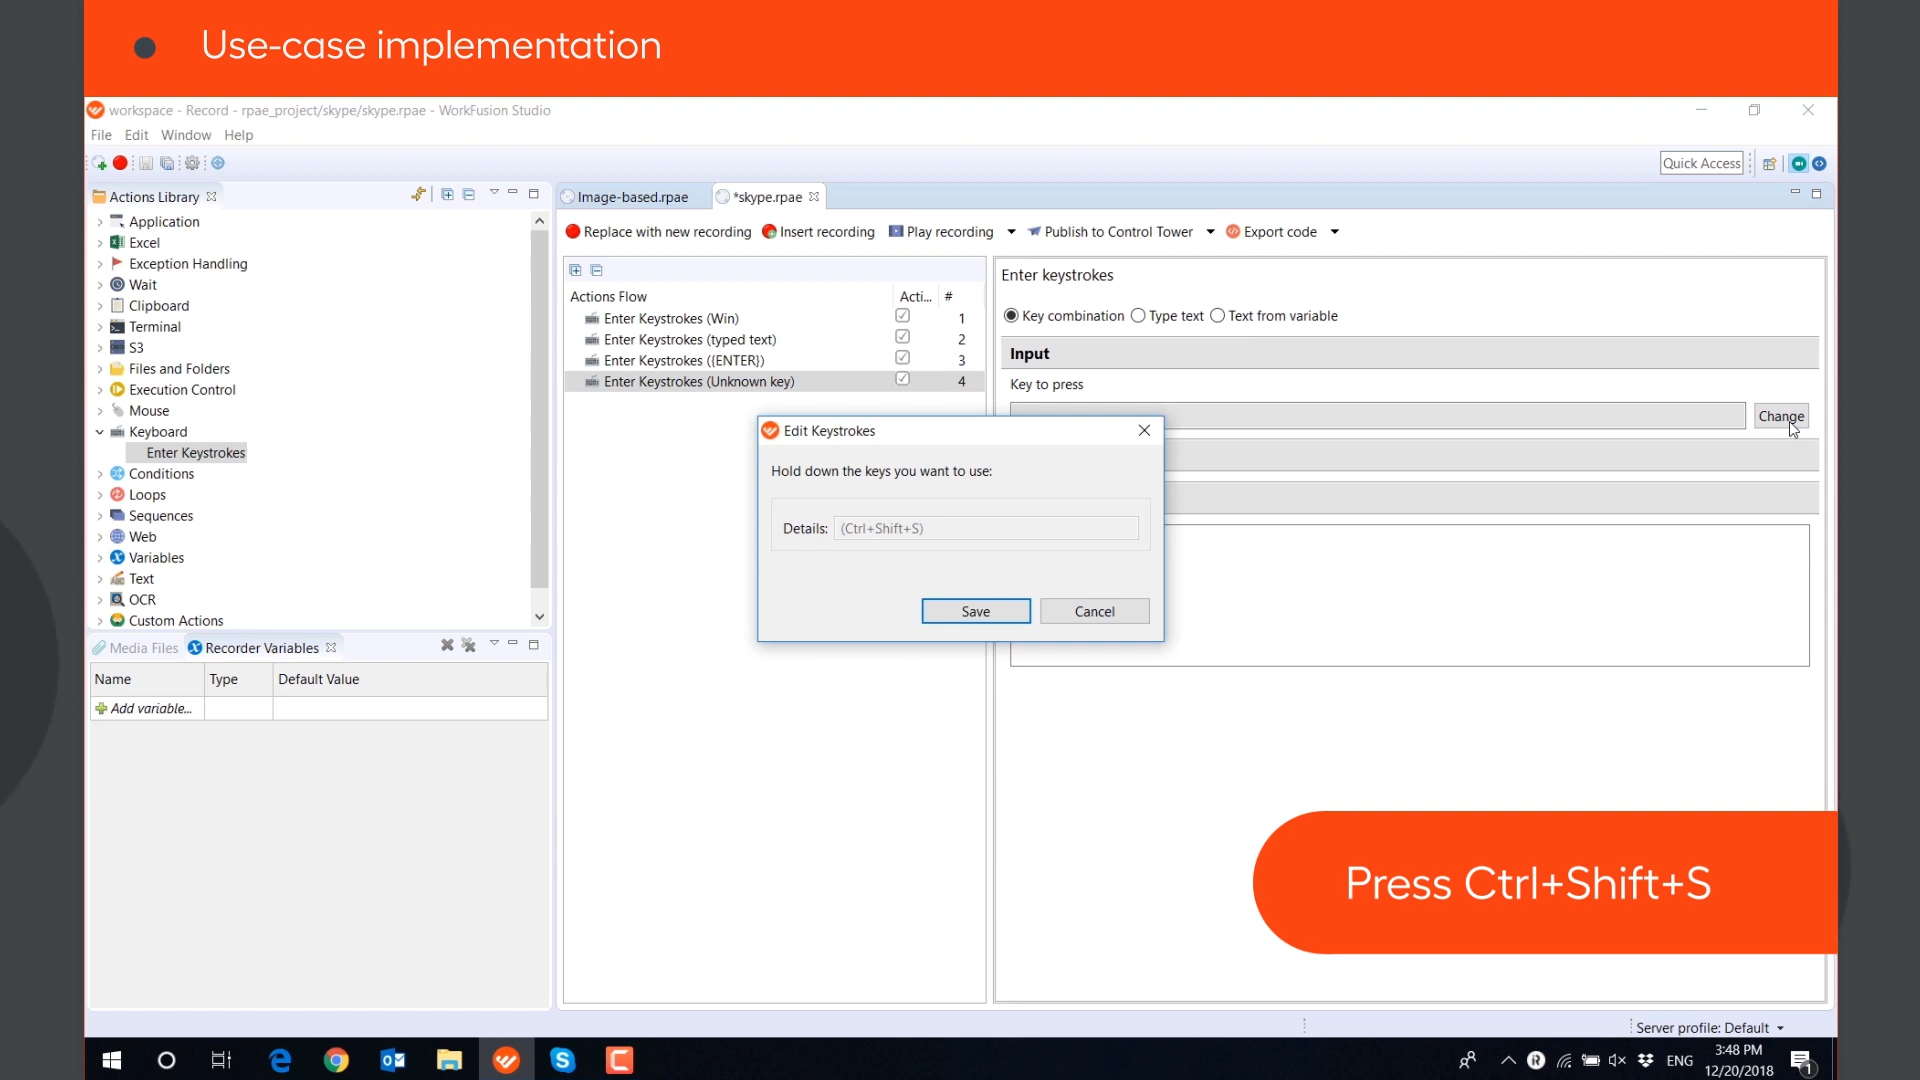 Use-case implementation
workspace - Record - rpae_project/skype/skype.rpae - WorkFusion Studio
File Edit Window Help
Quick Access
Actions Library
Application
Excel
Exception Handling
Wait
Clipboard
Terminal
S3
Files and Folders
Execution Control
Mouse
Keyboard
Enter Keystrokes
Conditions
Loops
Sequences
Web
Variables
Text
OCR
Custom Actions
Media Files Recorder Variables
Name Type Default Value
Add variable...
Image-based.rpae *skype.rpae
Replace with new recording Insert recording Play recording Publish to Control Tower Export code
Actions Flow Acti... #
Enter Keystrokes (Win) 1
Enter Keystrokes (typed text) 2
Enter Keystrokes ({ENTER}) 3
Enter Keystrokes (Unknown key) 4
Enter keystrokes
Key combination Type text Text from variable
Input
Key to press
Change
Edit Keystrokes
Hold down the keys you want to use:
Details: (Ctrl+Shift+S)
Save Cancel
Press Ctrl+Shift+S
Server profile: Default
ENG
3:48 PM
12/20/2018
1